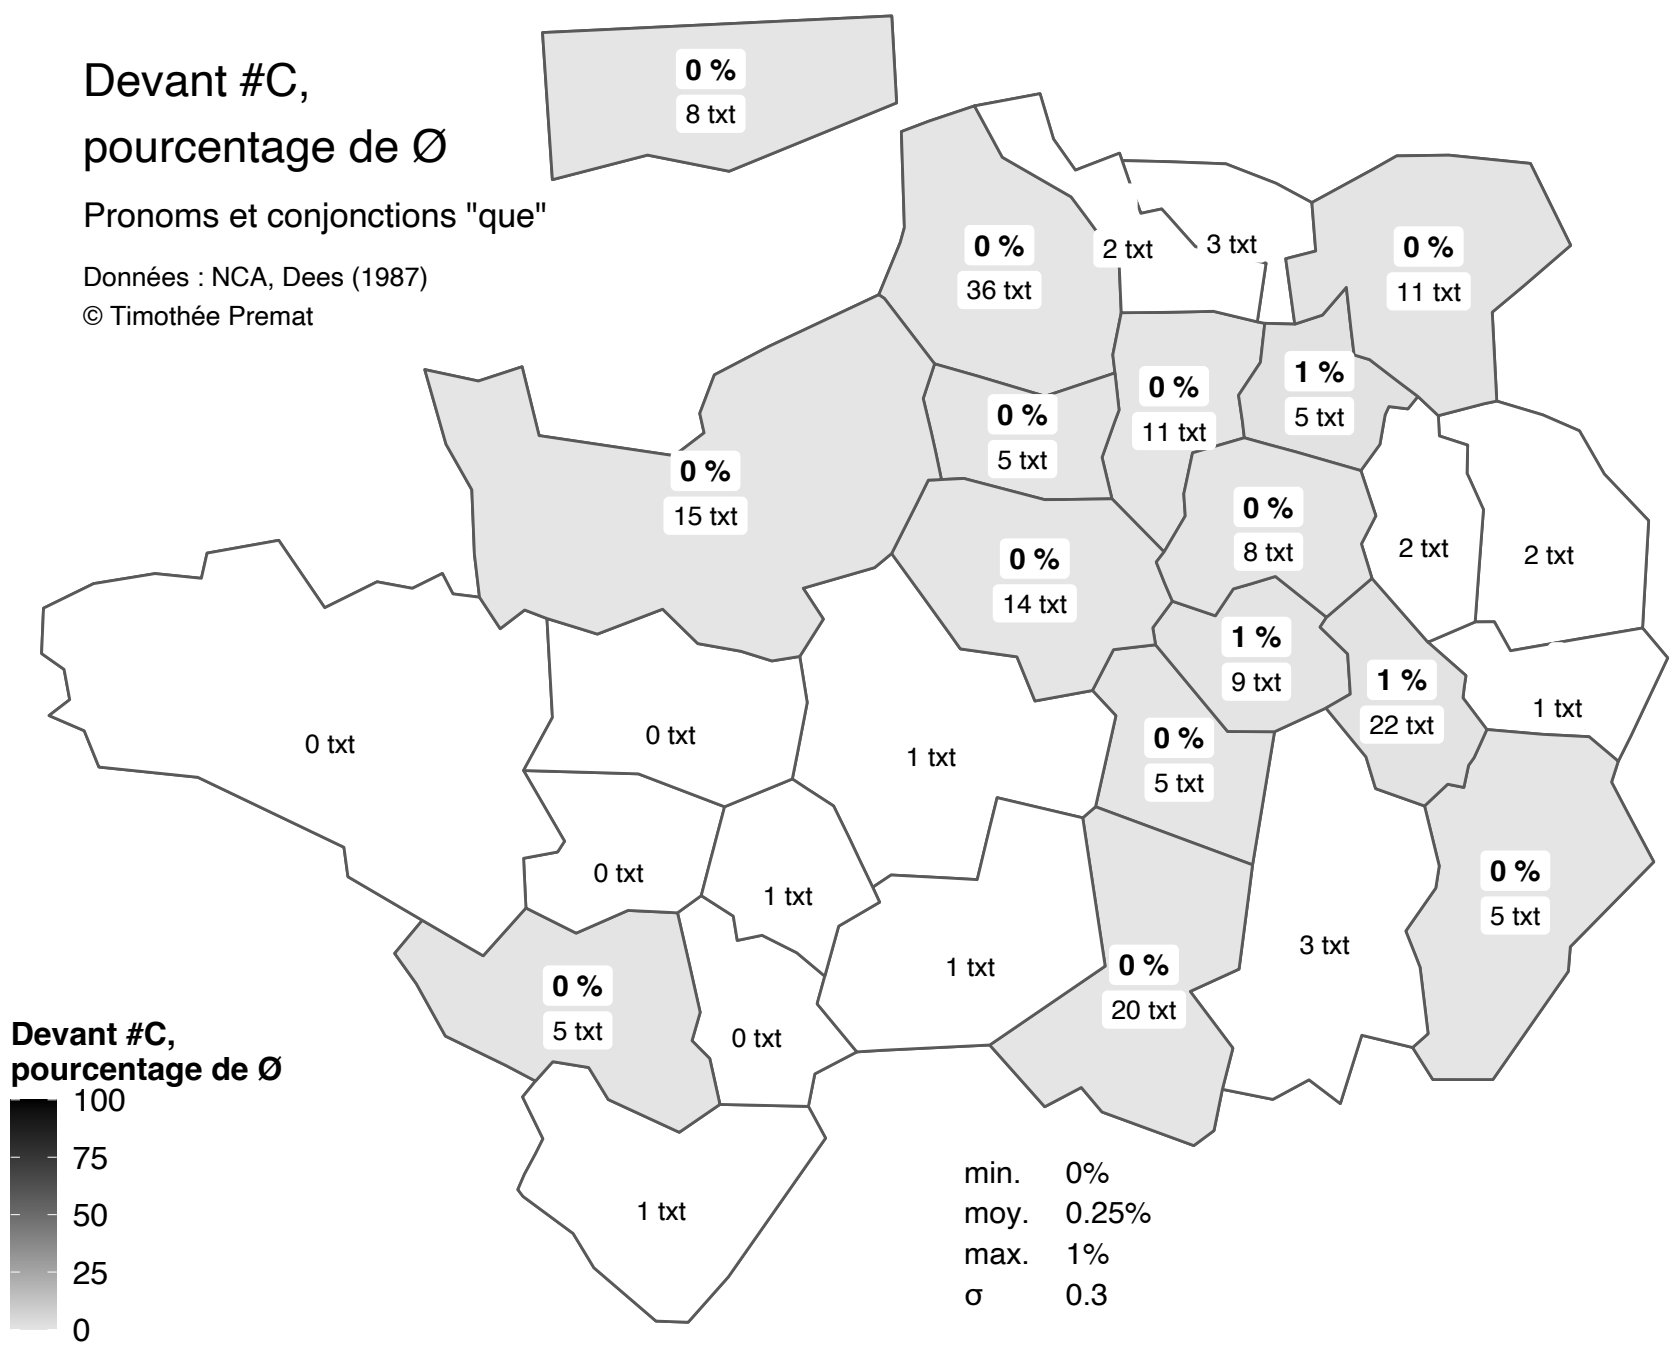 Devant #C,
pourcentage de Ø
Pronoms et conjonctions "que"
Données : NCA, Dees (1987)
© Timothée Premat
0 %
8 txt
0 %
36 txt
2 txt
3 txt
0 %
11 txt
0 %
5 txt
0 %
11 txt
1 %
5 txt
0 %
15 txt
0 %
14 txt
0 %
8 txt
2 txt
2 txt
1 %
9 txt
1 %
22 txt
1 txt
0 txt
0 txt
1 txt
0 %
5 txt
0 txt
1 txt
0 %
5 txt
1 txt
0 %
20 txt
3 txt
0 %
5 txt
0 txt
1 txt
Devant #C,
pourcentage de Ø
100
75
50
25
0
min. 0%
moy. 0.25%
max. 1%
σ 0.3